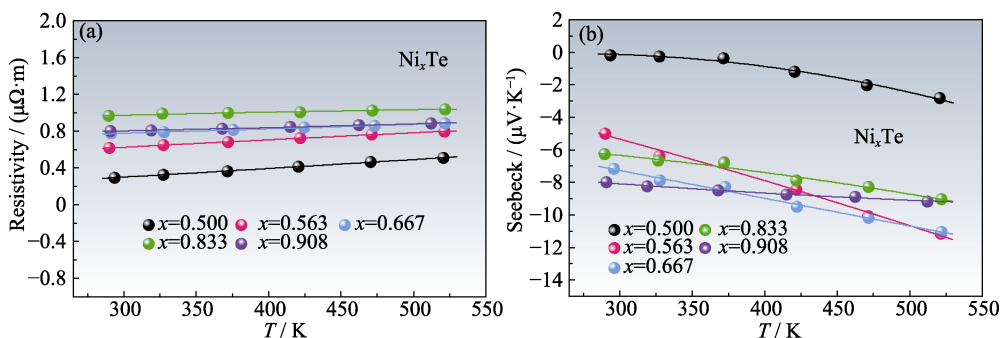 (a)
NiₓTe
Resistivity / (μΩ·m)
2.0
1.6
1.2
0.8
0.4
0
−0.4
−0.8
x=0.500 x=0.563 x=0.667
x=0.833 x=0.908
300 350 400 450 500 550
T / K
(b)
NiₓTe
Seebeck / (μV·K⁻¹)
0
−2
−4
−6
−8
−10
−12
−14
x=0.500 x=0.833
x=0.563 x=0.908
x=0.667
300 350 400 450 500 550
T / K